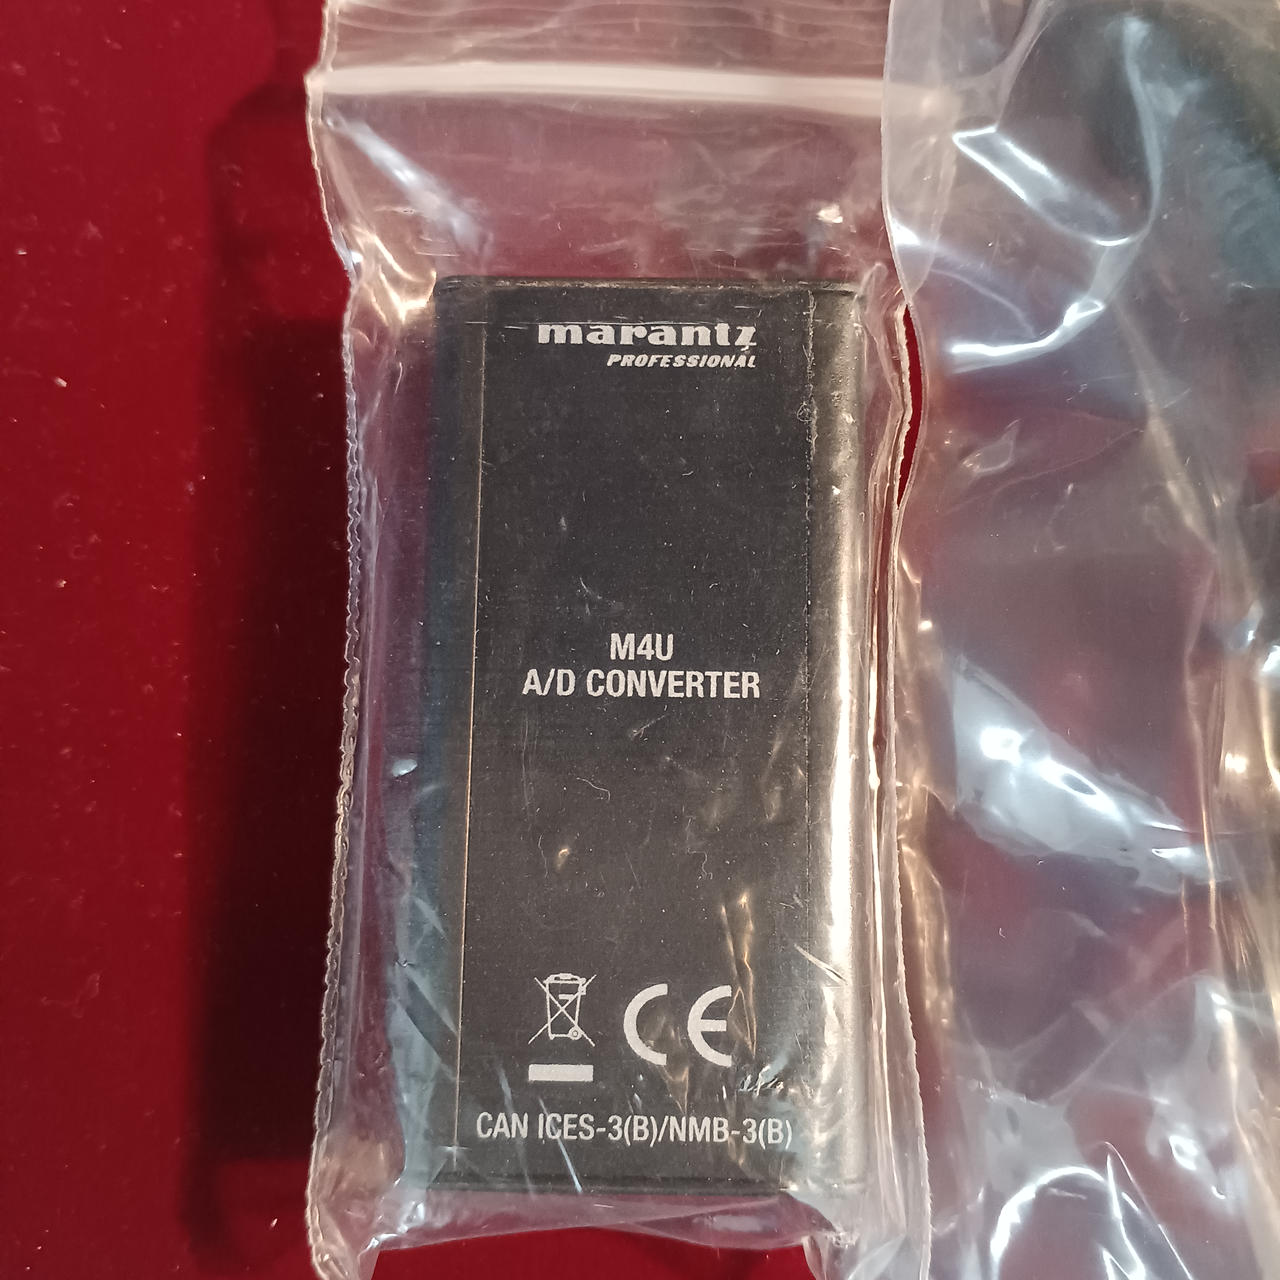 marantz
PROFESSIONAL
M4U
A/D CONVERTER
CE
CAN ICES-3(B)/NMB-3(B)